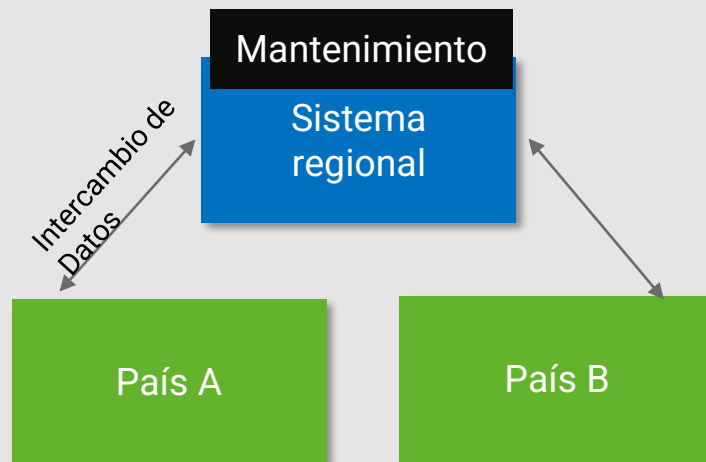 Mantenimiento
Sistema
regional
Intercambio de
Datos
País A
País B